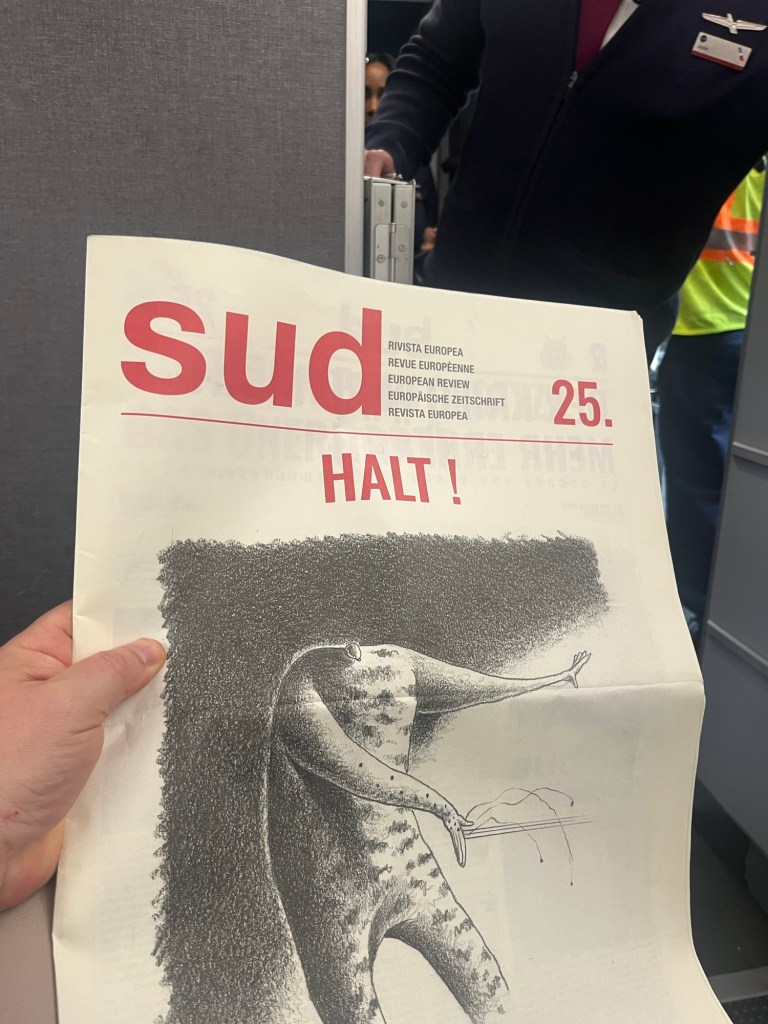 sud
RIVISTA EUROPEA
REVUE EUROPÉENNE
EUROPEAN REVIEW
EUROPÄISCHE ZEITSCHRIFT
REVISTA EUROPEA
25.
HALT !